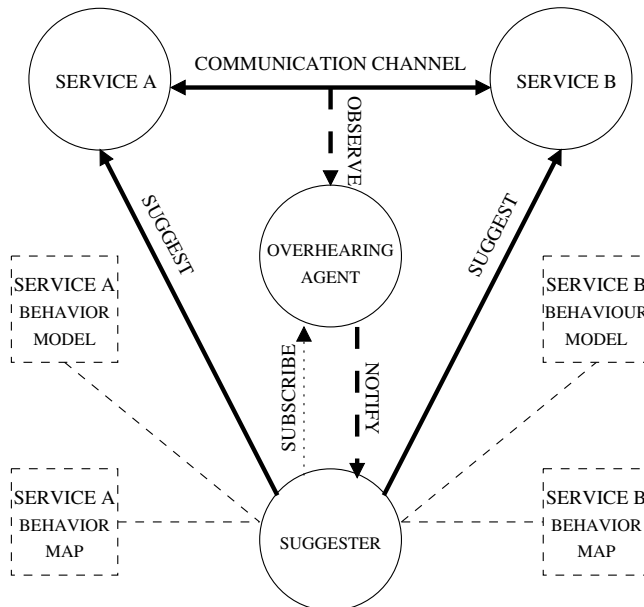 COMMUNICATION CHANNEL
SERVICE A
SERVICE B
OBSERVE
SUGGEST
SUGGEST
OVERHEARING
AGENT
SERVICE A
BEHAVIOR
MODEL
SERVICE B
BEHAVIOUR
MODEL
SUBSCRIBE
NOTIFY
SERVICE A
BEHAVIOR
MAP
SUGGESTER
SERVICE B
BEHAVIOR
MAP